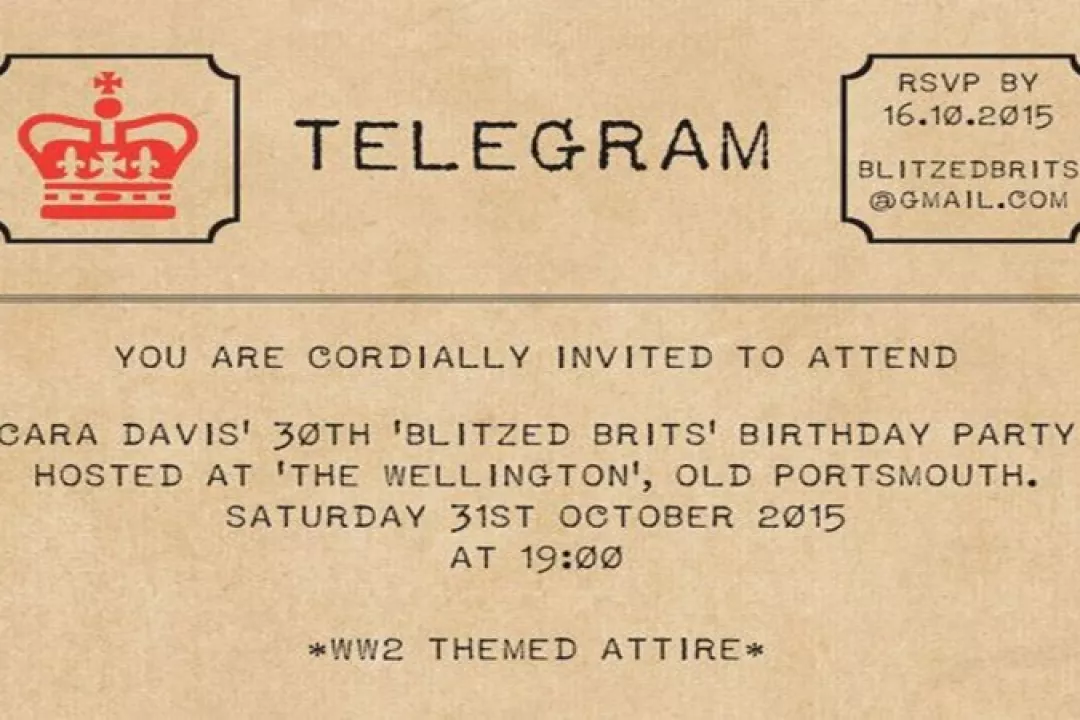 TELEGRAM
RSVP BY
16.10.2015
BLITZEDBRITS
@GMAIL.COM
YOU ARE CORDIALLY INVITED TO ATTEND
CARA DAVIS' 30TH 'BLITZED BRITS' BIRTHDAY PARTY
HOSTED AT 'THE WELLINGTON', OLD PORTSMOUTH.
SATURDAY 31ST OCTOBER 2015
AT 19:00
*WW2 THEMED ATTIRE*